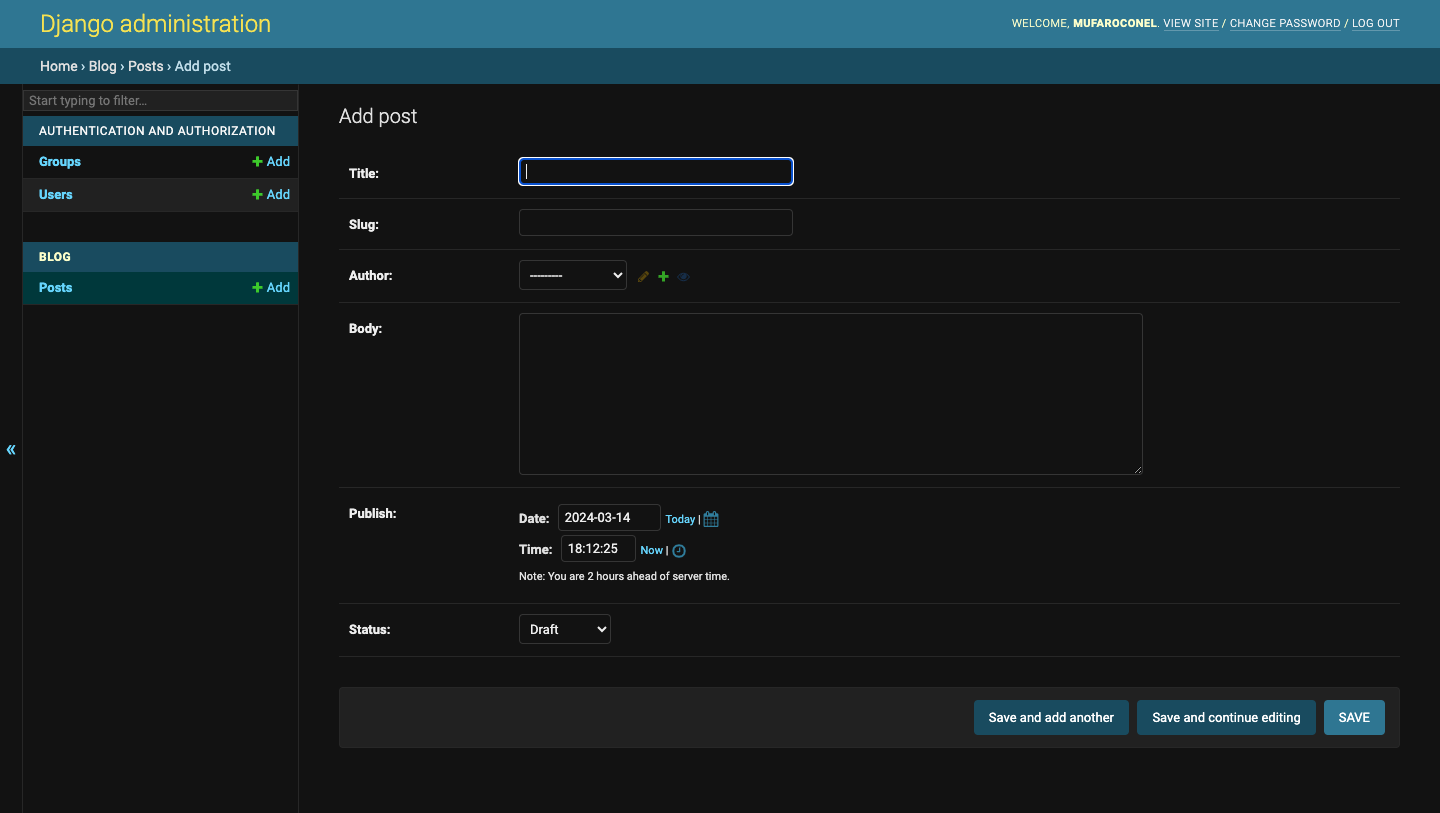 Django administration
WELCOME, MUFAROCONEL. VIEW SITE / CHANGE PASSWORD / LOG OUT
Home › Blog › Posts › Add post
Start typing to filter...
AUTHENTICATION AND AUTHORIZATION
Groups
+ Add
Users
+ Add
BLOG
Posts
+ Add
«
Add post
Title:
Slug:
Author:
---------
Body:
Publish:
Date: 2024-03-14 Today |
Time: 18:12:25 Now |
Note: You are 2 hours ahead of server time.
Status:
Draft
Save and add another
Save and continue editing
SAVE